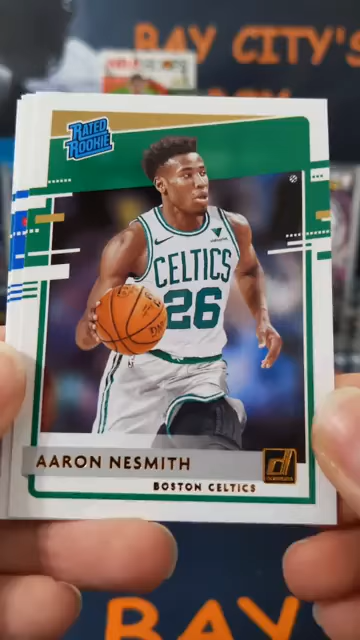 BAY CITY'S
RATED
ROOKIE
CELTICS
26
AARON NESMITH
d
DONRUSS
BOSTON CELTICS
BAY